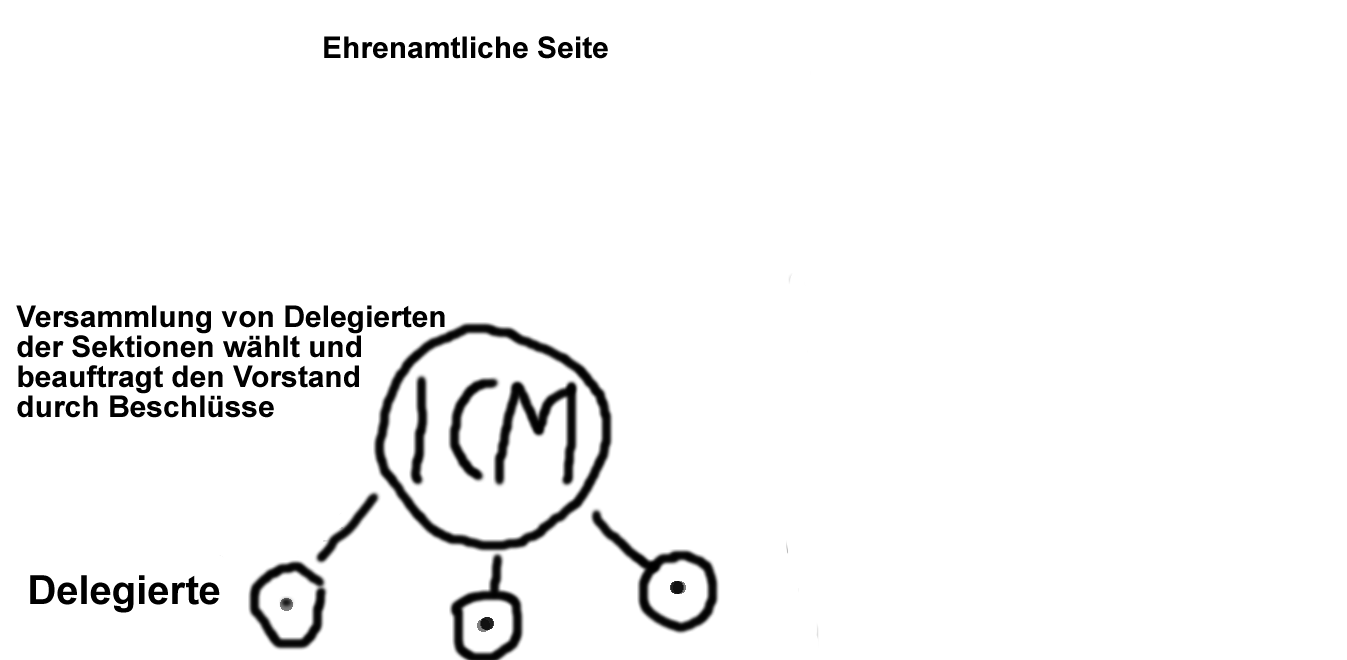 Ehrenamtliche Seite
Versammlung von Delegierten
der Sektionen wählt und
beauftragt den Vorstand
durch Beschlüsse
ICM
Delegierte